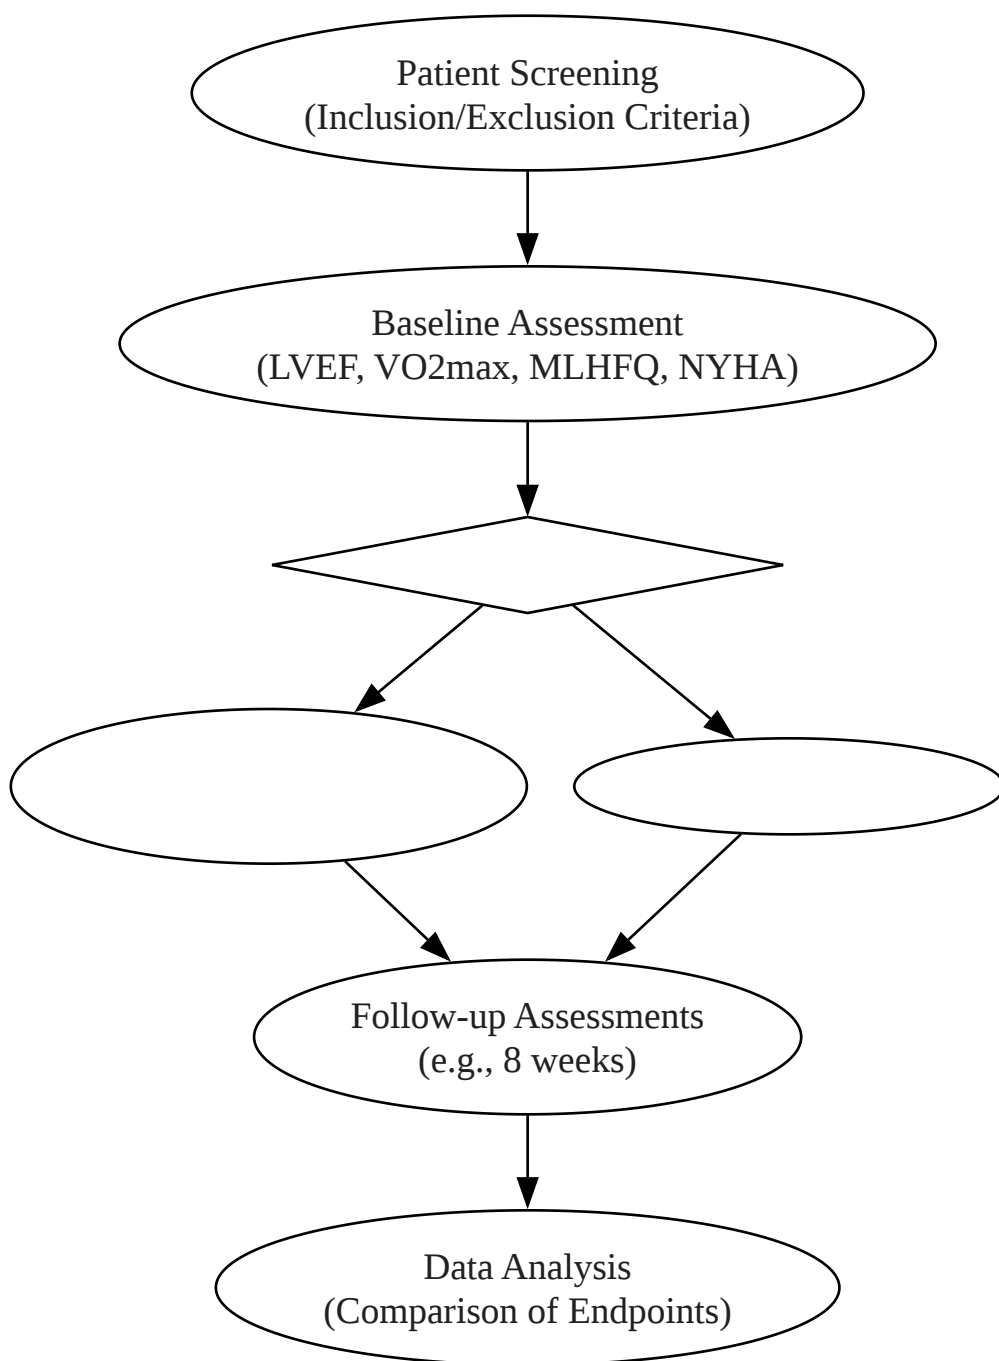 Patient Screening
(Inclusion/Exclusion Criteria)
Baseline Assessment
(LVEF, VO2max, MLHFQ, NYHA)
Follow-up Assessments
(e.g., 8 weeks)
Data Analysis
(Comparison of Endpoints)